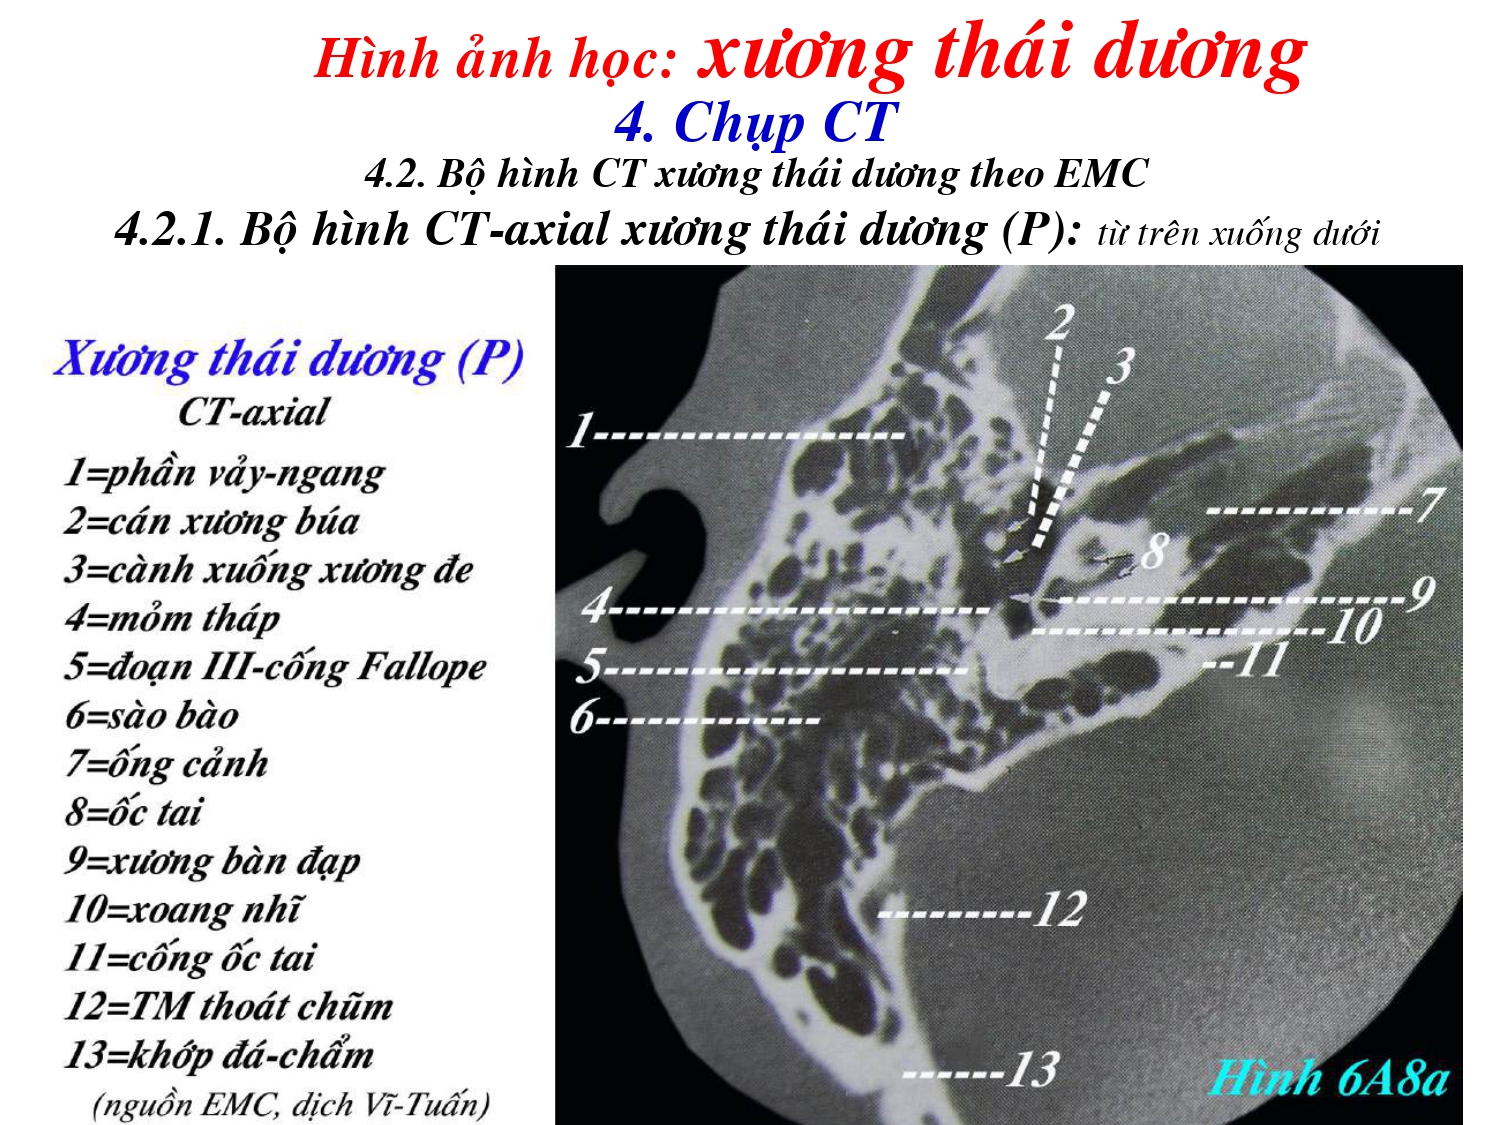 Hình ảnh học: xương thái dương
4. Chụp CT
4.2. Bộ hình CT xương thái dương theo EMC
4.2.1. Bộ hình CT-axial xương thái dương (P): từ trên xuống dưới
Xương thái dương (P)
CT-axial
1=phần vảy-ngang
2=cán xương búa
3=cành xuống xương đe
4=mỏm tháp
5=đoạn III-cống Fallope
6=sào bào
7=ống cảnh
8=ốc tai
9=xương bàn đạp
10=xoang nhĩ
11=cống ốc tai
12=TM thoát chũm
13=khớp đá-chẩm
(nguồn EMC, dịch Vĩ-Tuấn)
2
3
1
7
8
4
9
10
5
11
6
12
13
Hình 6A8a